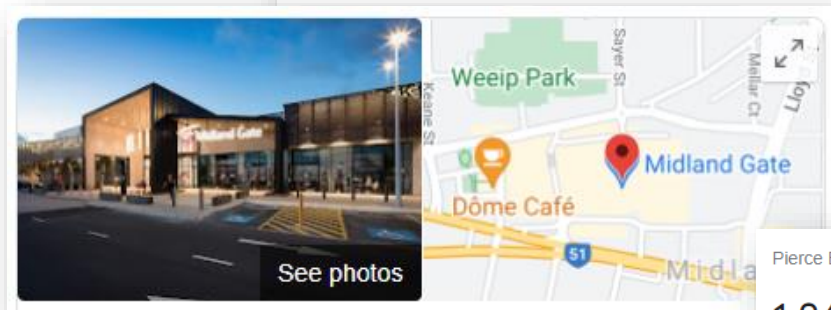 Midland Gate
See photos
Weeip Park
Sayer St
Mellar Ct
Keane St
Dôme Café
Midland Gate
51
Pierce